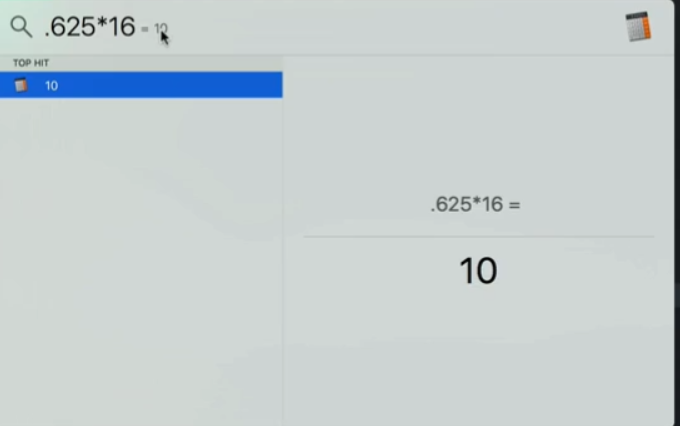 .625*16 = 10
TOP HIT
10
.625*16 =
10